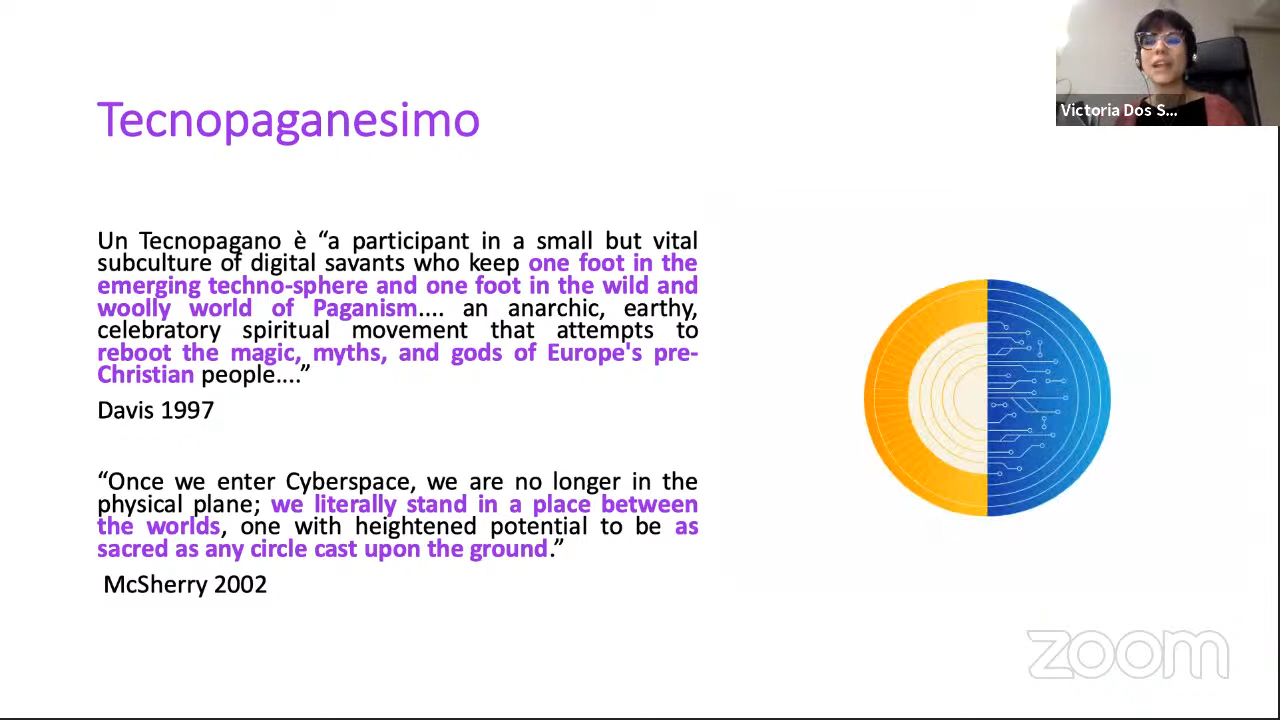 Tecnopaganesimo
Un Tecnopagano è “a participant in a small but vital
subculture of digital savants who keep one foot in the
emerging techno-sphere and one foot in the wild and
woolly world of Paganism.... an anarchic, earthy,
celebratory spiritual movement that attempts to
reboot the magic, myths, and gods of Europe's pre-
Christian people....”
Davis 1997
“Once we enter Cyberspace, we are no longer in the
physical plane; we literally stand in a place between
the worlds, one with heightened potential to be as
sacred as any circle cast upon the ground.”
McSherry 2002
Victoria Dos S...
zoom